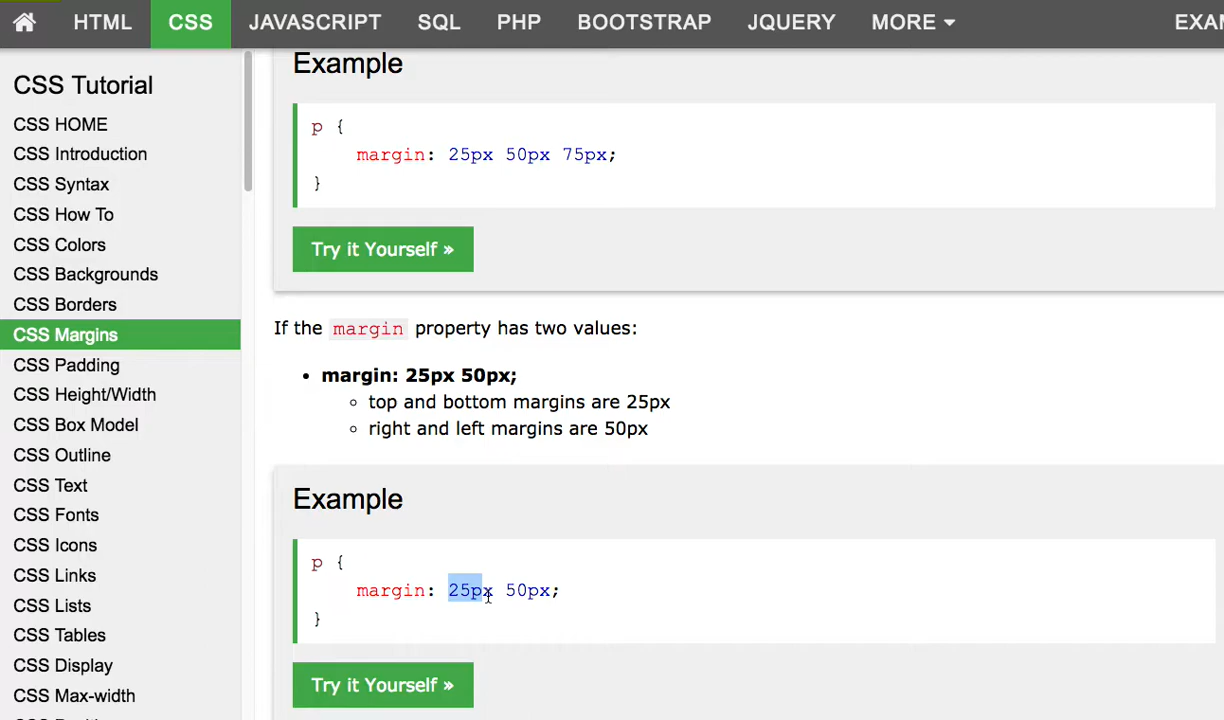 HTML CSS JAVASCRIPT SQL PHP BOOTSTRAP JQUERY MORE
CSS Tutorial
CSS HOME
CSS Introduction
CSS Syntax
CSS How To
CSS Colors
CSS Backgrounds
CSS Borders
CSS Margins
CSS Padding
CSS Height/Width
CSS Box Model
CSS Outline
CSS Text
CSS Fonts
CSS Icons
CSS Links
CSS Lists
CSS Tables
CSS Display
CSS Max-width
Example
p {
margin: 25px 50px 75px;
}
Try it Yourself »
If the margin property has two values:
• margin: 25px 50px;
○ top and bottom margins are 25px
○ right and left margins are 50px
Example
p {
margin: 25px 50px;
}
Try it Yourself »